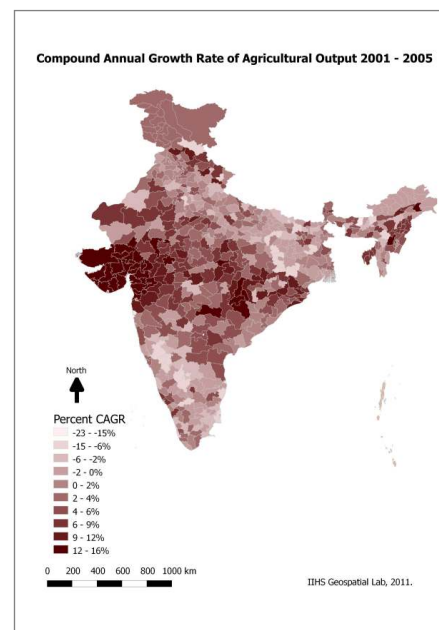 Compound Annual Growth Rate of Agricultural Output 2001 - 2005
North
Percent CAGR
-23 - -15%
-15 - -6%
-6 - -2%
-2 - 0%
0 - 2%
2 - 4%
4 - 6%
6 - 9%
9 - 12%
12 - 16%
0 200 400 600 800 1000 km
IIHS Geospatial Lab, 2011.